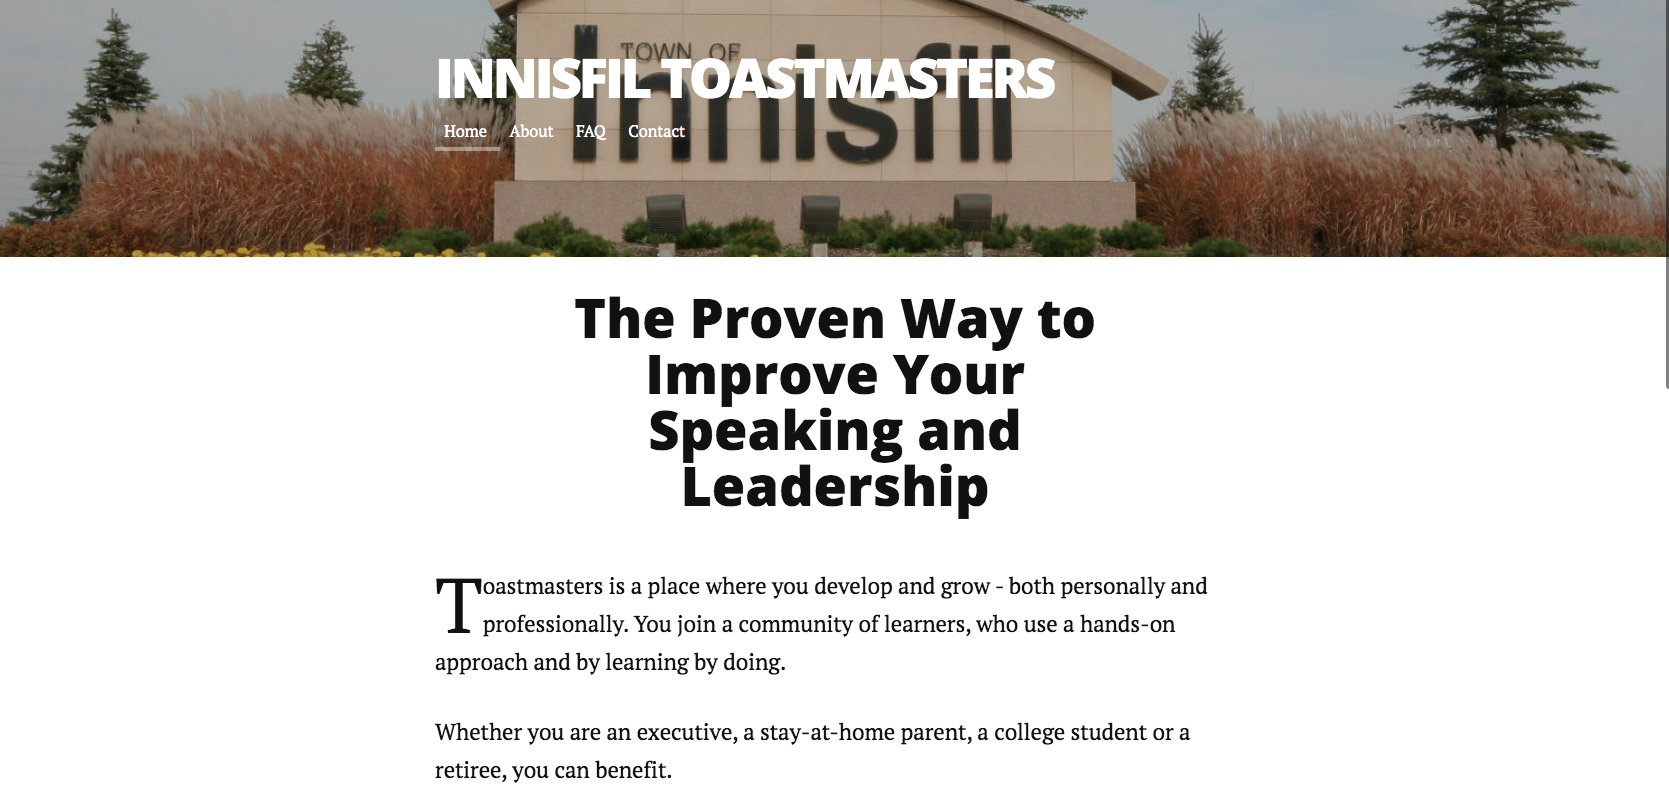 TOWN OF
Innisfil
INNISFIL TOASTMASTERS
Home About FAQ Contact
The Proven Way to
Improve Your
Speaking and
Leadership
Toastmasters is a place where you develop and grow - both personally and
professionally. You join a community of learners, who use a hands-on
approach and by learning by doing.
Whether you are an executive, a stay-at-home parent, a college student or a
retiree, you can benefit.